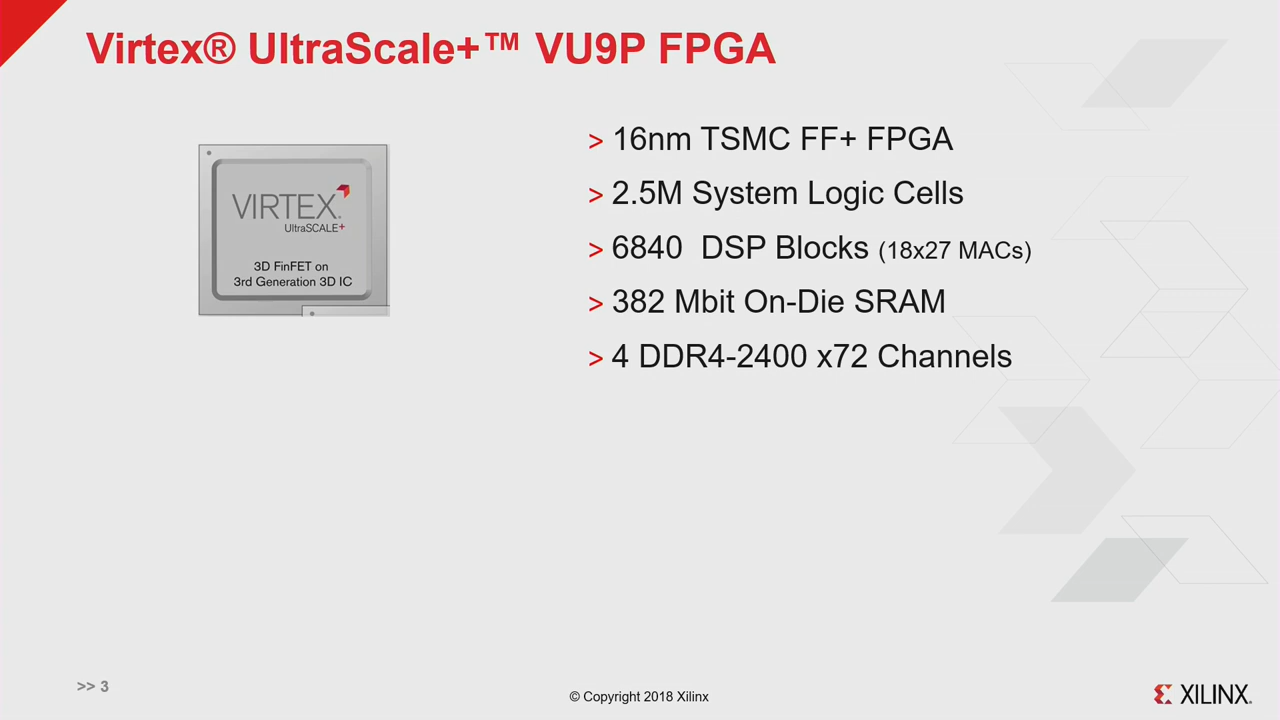 Virtex® UltraScale+™ VU9P FPGA
VIRTEX®
UltraSCALE+
3D FinFET on
3rd Generation 3D IC
> 16nm TSMC FF+ FPGA
> 2.5M System Logic Cells
> 6840 DSP Blocks (18x27 MACs)
> 382 Mbit On-Die SRAM
> 4 DDR4-2400 x72 Channels
>> 3
© Copyright 2018 Xilinx
XILINX